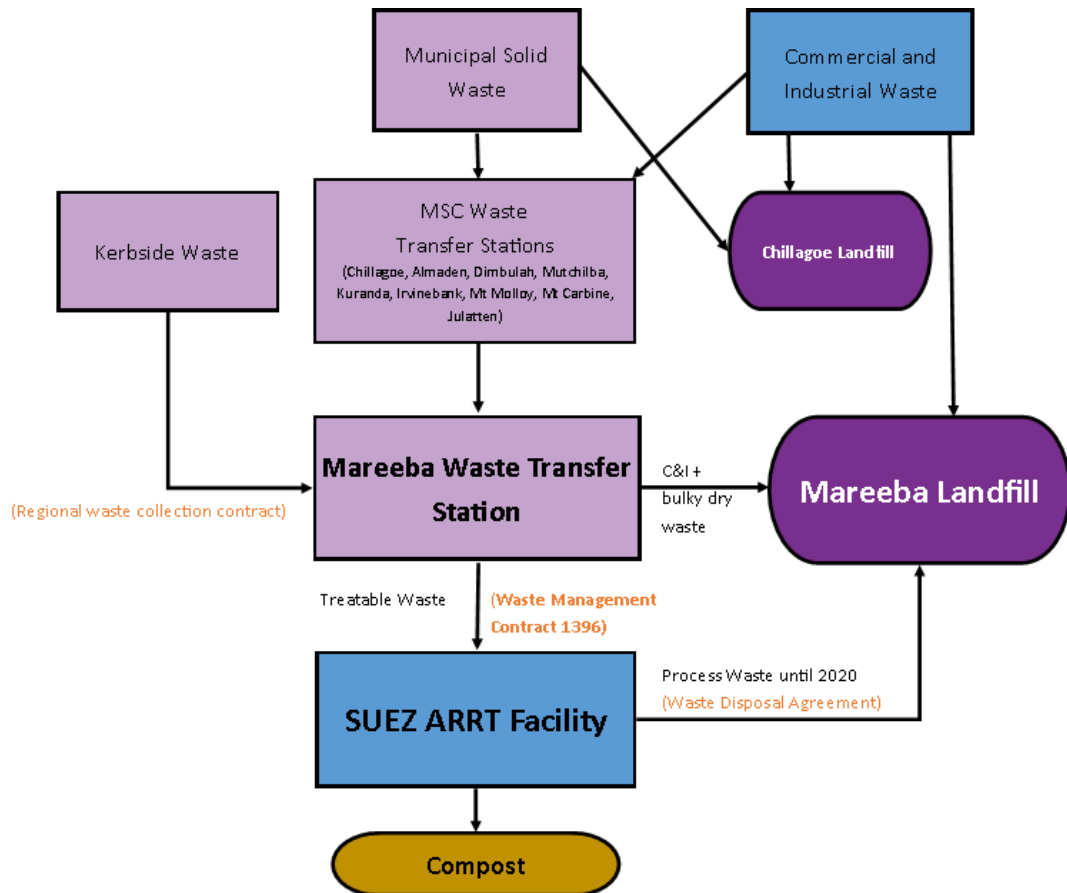 Municipal Solid
Waste
Commercial and
Industrial Waste
Kerbside Waste
MSC Waste
Transfer Stations
(Chillagoe, Almaden, Dimbulah, Mutchilba,
Kuranda, Irvinebank, Mt Molloy, Mt Carbine,
Julatten)
Chillagoe Landfill
(Regional waste collection contract)
Mareeba Waste Transfer
Station
C&I +
bulky dry
waste
Mareeba Landfill
Treatable Waste
(Waste Management
Contract 1396)
SUEZ ARRT Facility
Process Waste until 2020
(Waste Disposal Agreement)
Compost